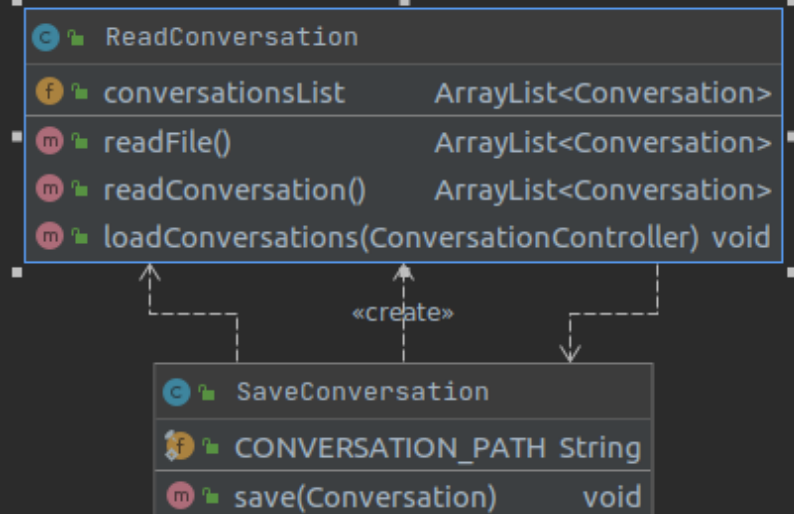 ReadConversation
conversationsList ArrayList<Conversation>
readFile() ArrayList<Conversation>
readConversation() ArrayList<Conversation>
loadConversations(ConversationController) void
«create»
SaveConversation
CONVERSATION_PATH String
save(Conversation) void